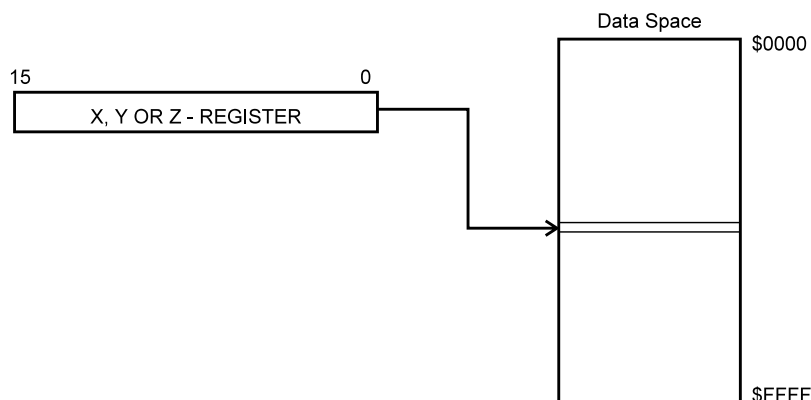 Data Space
$0000
15 0
X, Y OR Z - REGISTER
$FFFF